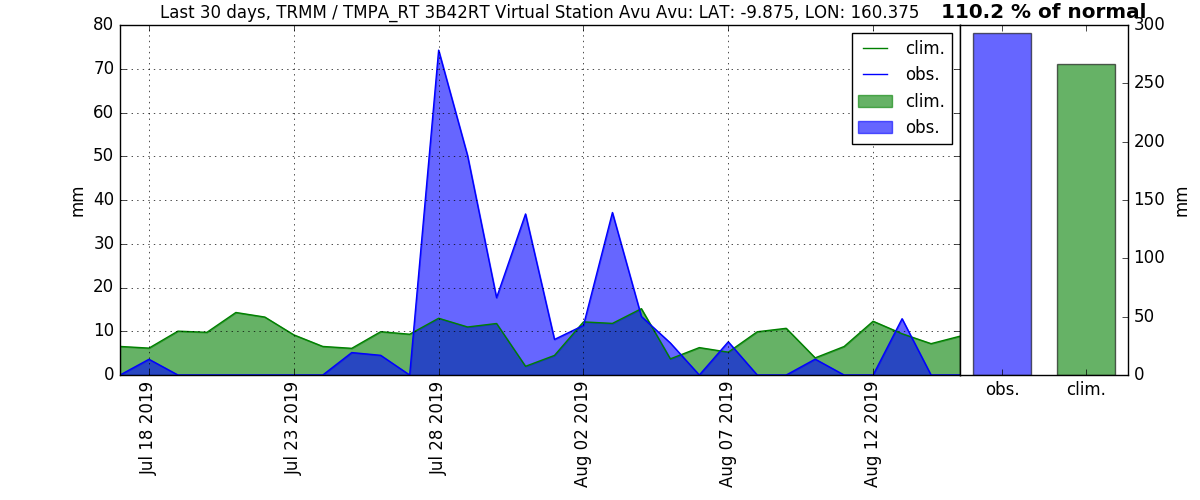 Last 30 days, TRMM / TMPA_RT 3B42RT Virtual Station Avu Avu: LAT: -9.875, LON: 160.375
110.2 % of normal
80
70
60
50
40
30
20
10
0
mm
clim.
obs.
clim.
obs.
300
250
200
150
100
50
0
mm
Jul 18 2019
Jul 23 2019
Jul 28 2019
Aug 02 2019
Aug 07 2019
Aug 12 2019
obs.
clim.